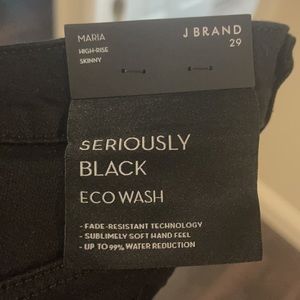 MARIA
HIGH-RISE
SKINNY
J BRAND
29
SERIOUSLY
BLACK
ECO WASH
- FADE-RESISTANT TECHNOLOGY
- SUBLIMELY SOFT HAND FEEL
- UP TO 99% WATER REDUCTION